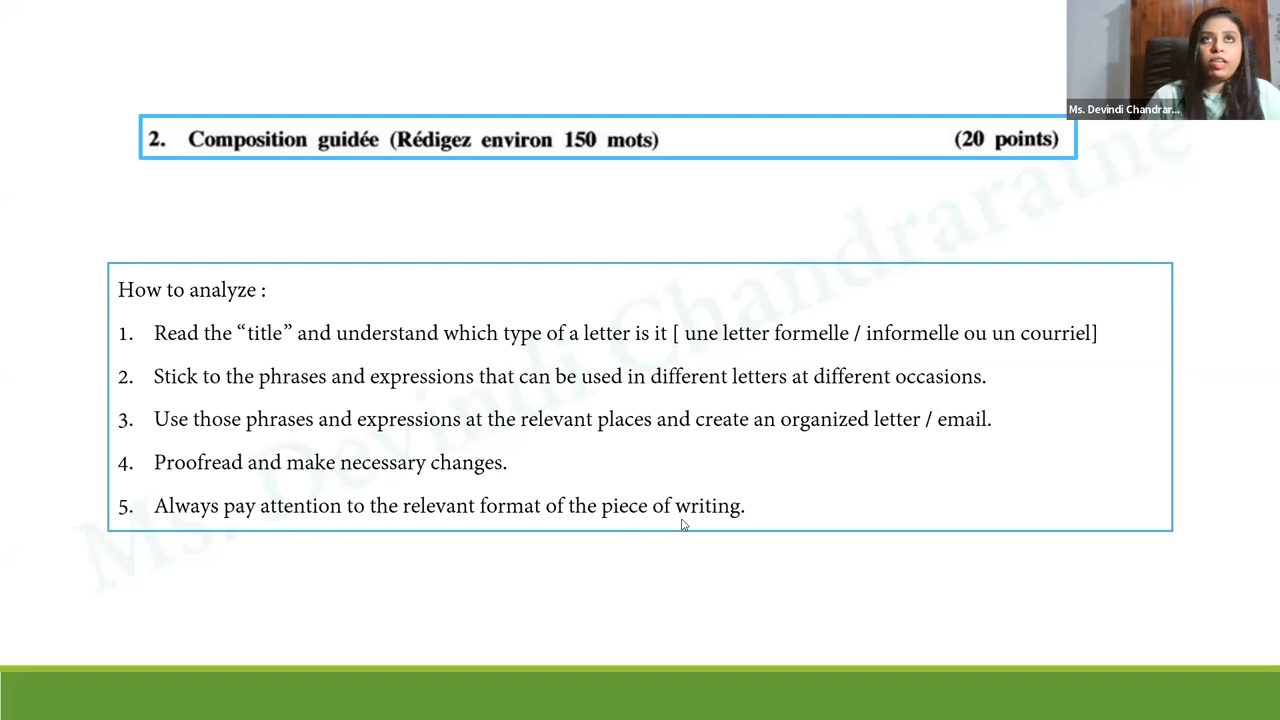 Ms. Devindi Chandrar...
2. Composition guidée (Rédigez environ 150 mots) (20 points)
How to analyze :
1. Read the “title” and understand which type of a letter is it [ une letter formelle / informelle ou un courriel]
2. Stick to the phrases and expressions that can be used in different letters at different occasions.
3. Use those phrases and expressions at the relevant places and create an organized letter / email.
4. Proofread and make necessary changes.
5. Always pay attention to the relevant format of the piece of writing.
Ms. Devindi Chandraratne